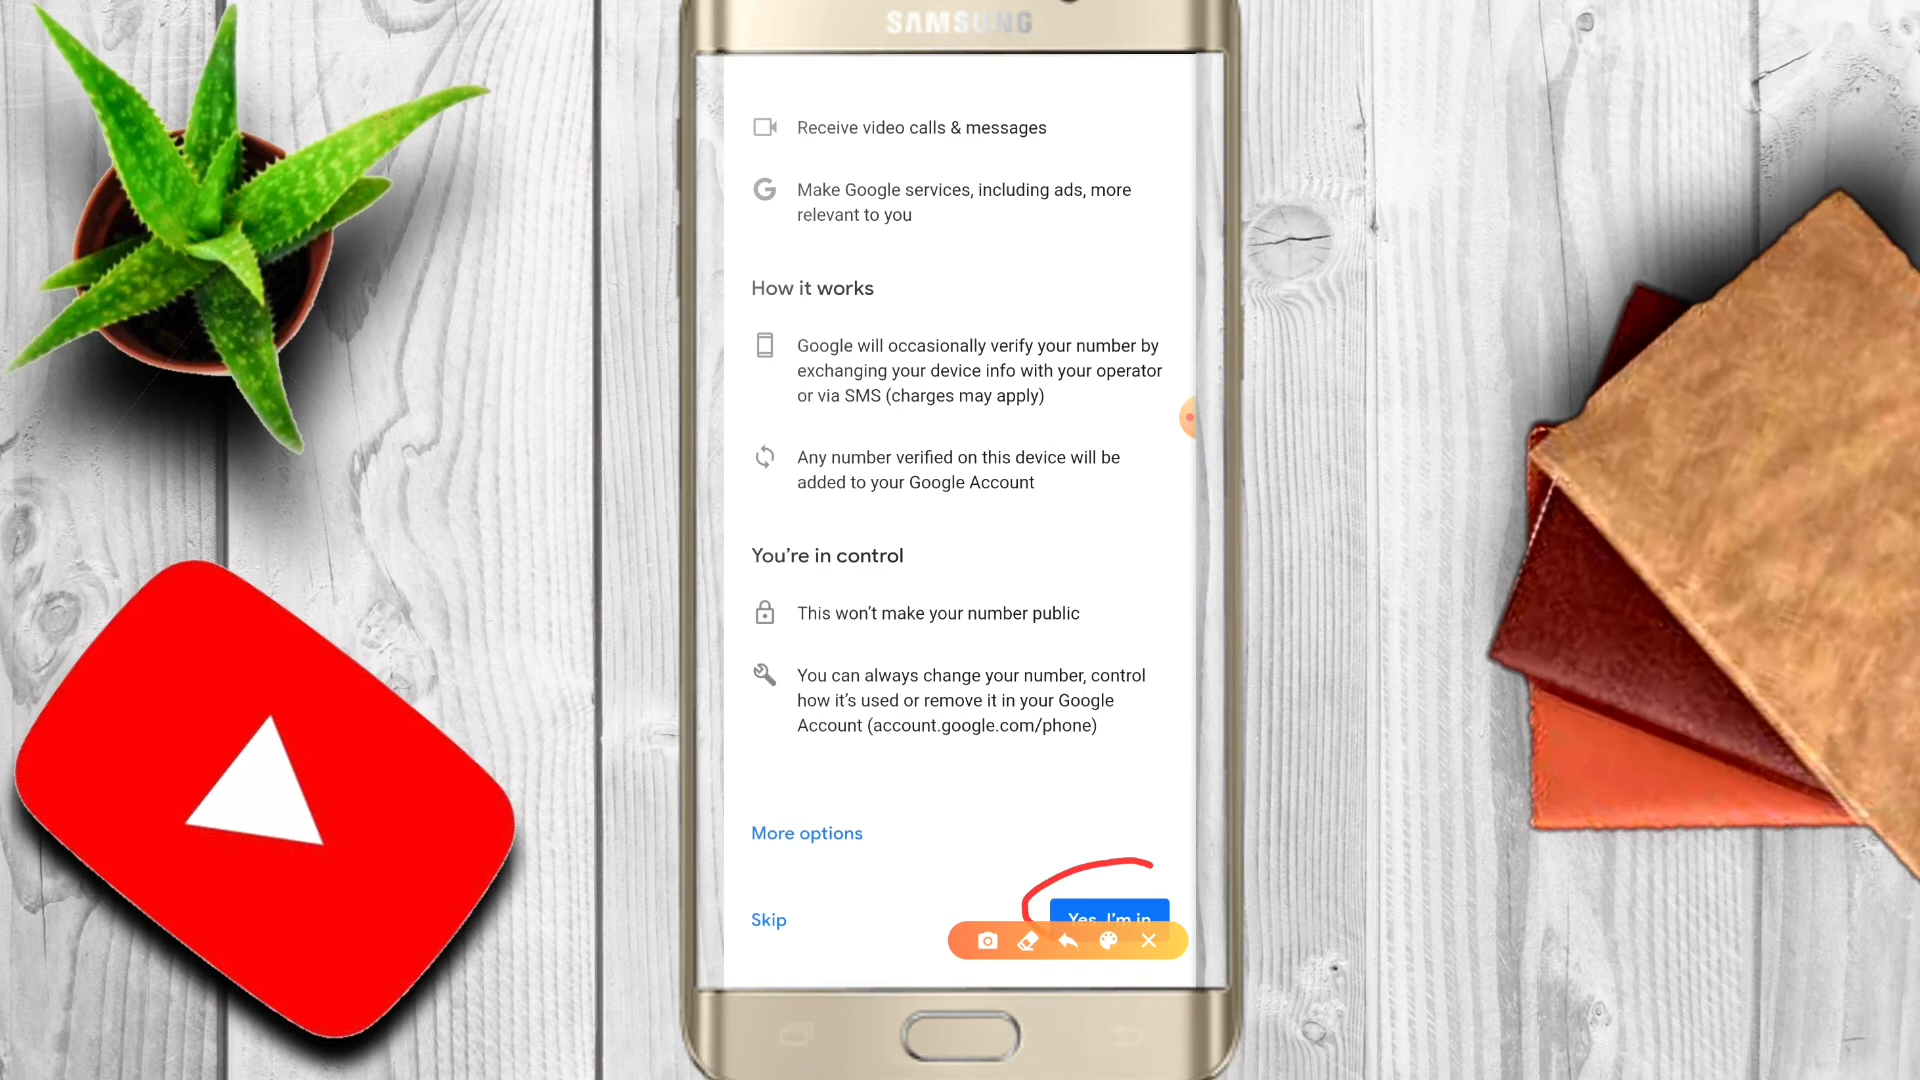 SAMSUNG
Receive video calls & messages
Make Google services, including ads, more
relevant to you
How it works
Google will occasionally verify your number by
exchanging your device info with your operator
or via SMS (charges may apply)
Any number verified on this device will be
added to your Google Account
You’re in control
This won’t make your number public
You can always change your number, control
how it’s used or remove it in your Google
Account (account.google.com/phone)
More options
Skip
Yes, I’m in